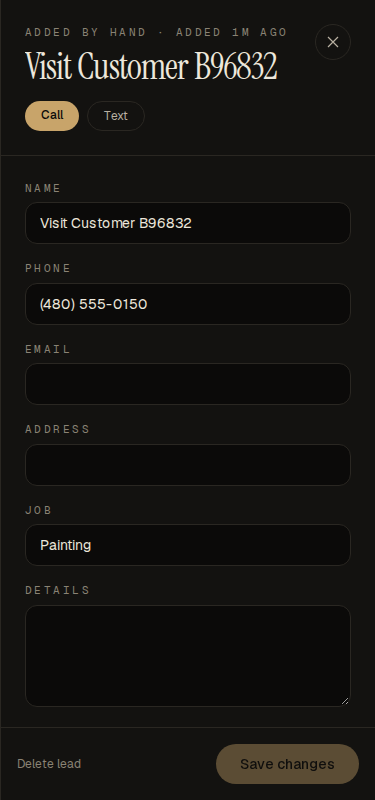 ADDED BY HAND · ADDED 1M AGO
Visit Customer B96832
Call
Text
NAME
Visit Customer B96832
PHONE
(480) 555-0150
EMAIL
ADDRESS
JOB
Painting
DETAILS
Delete lead
Save changes